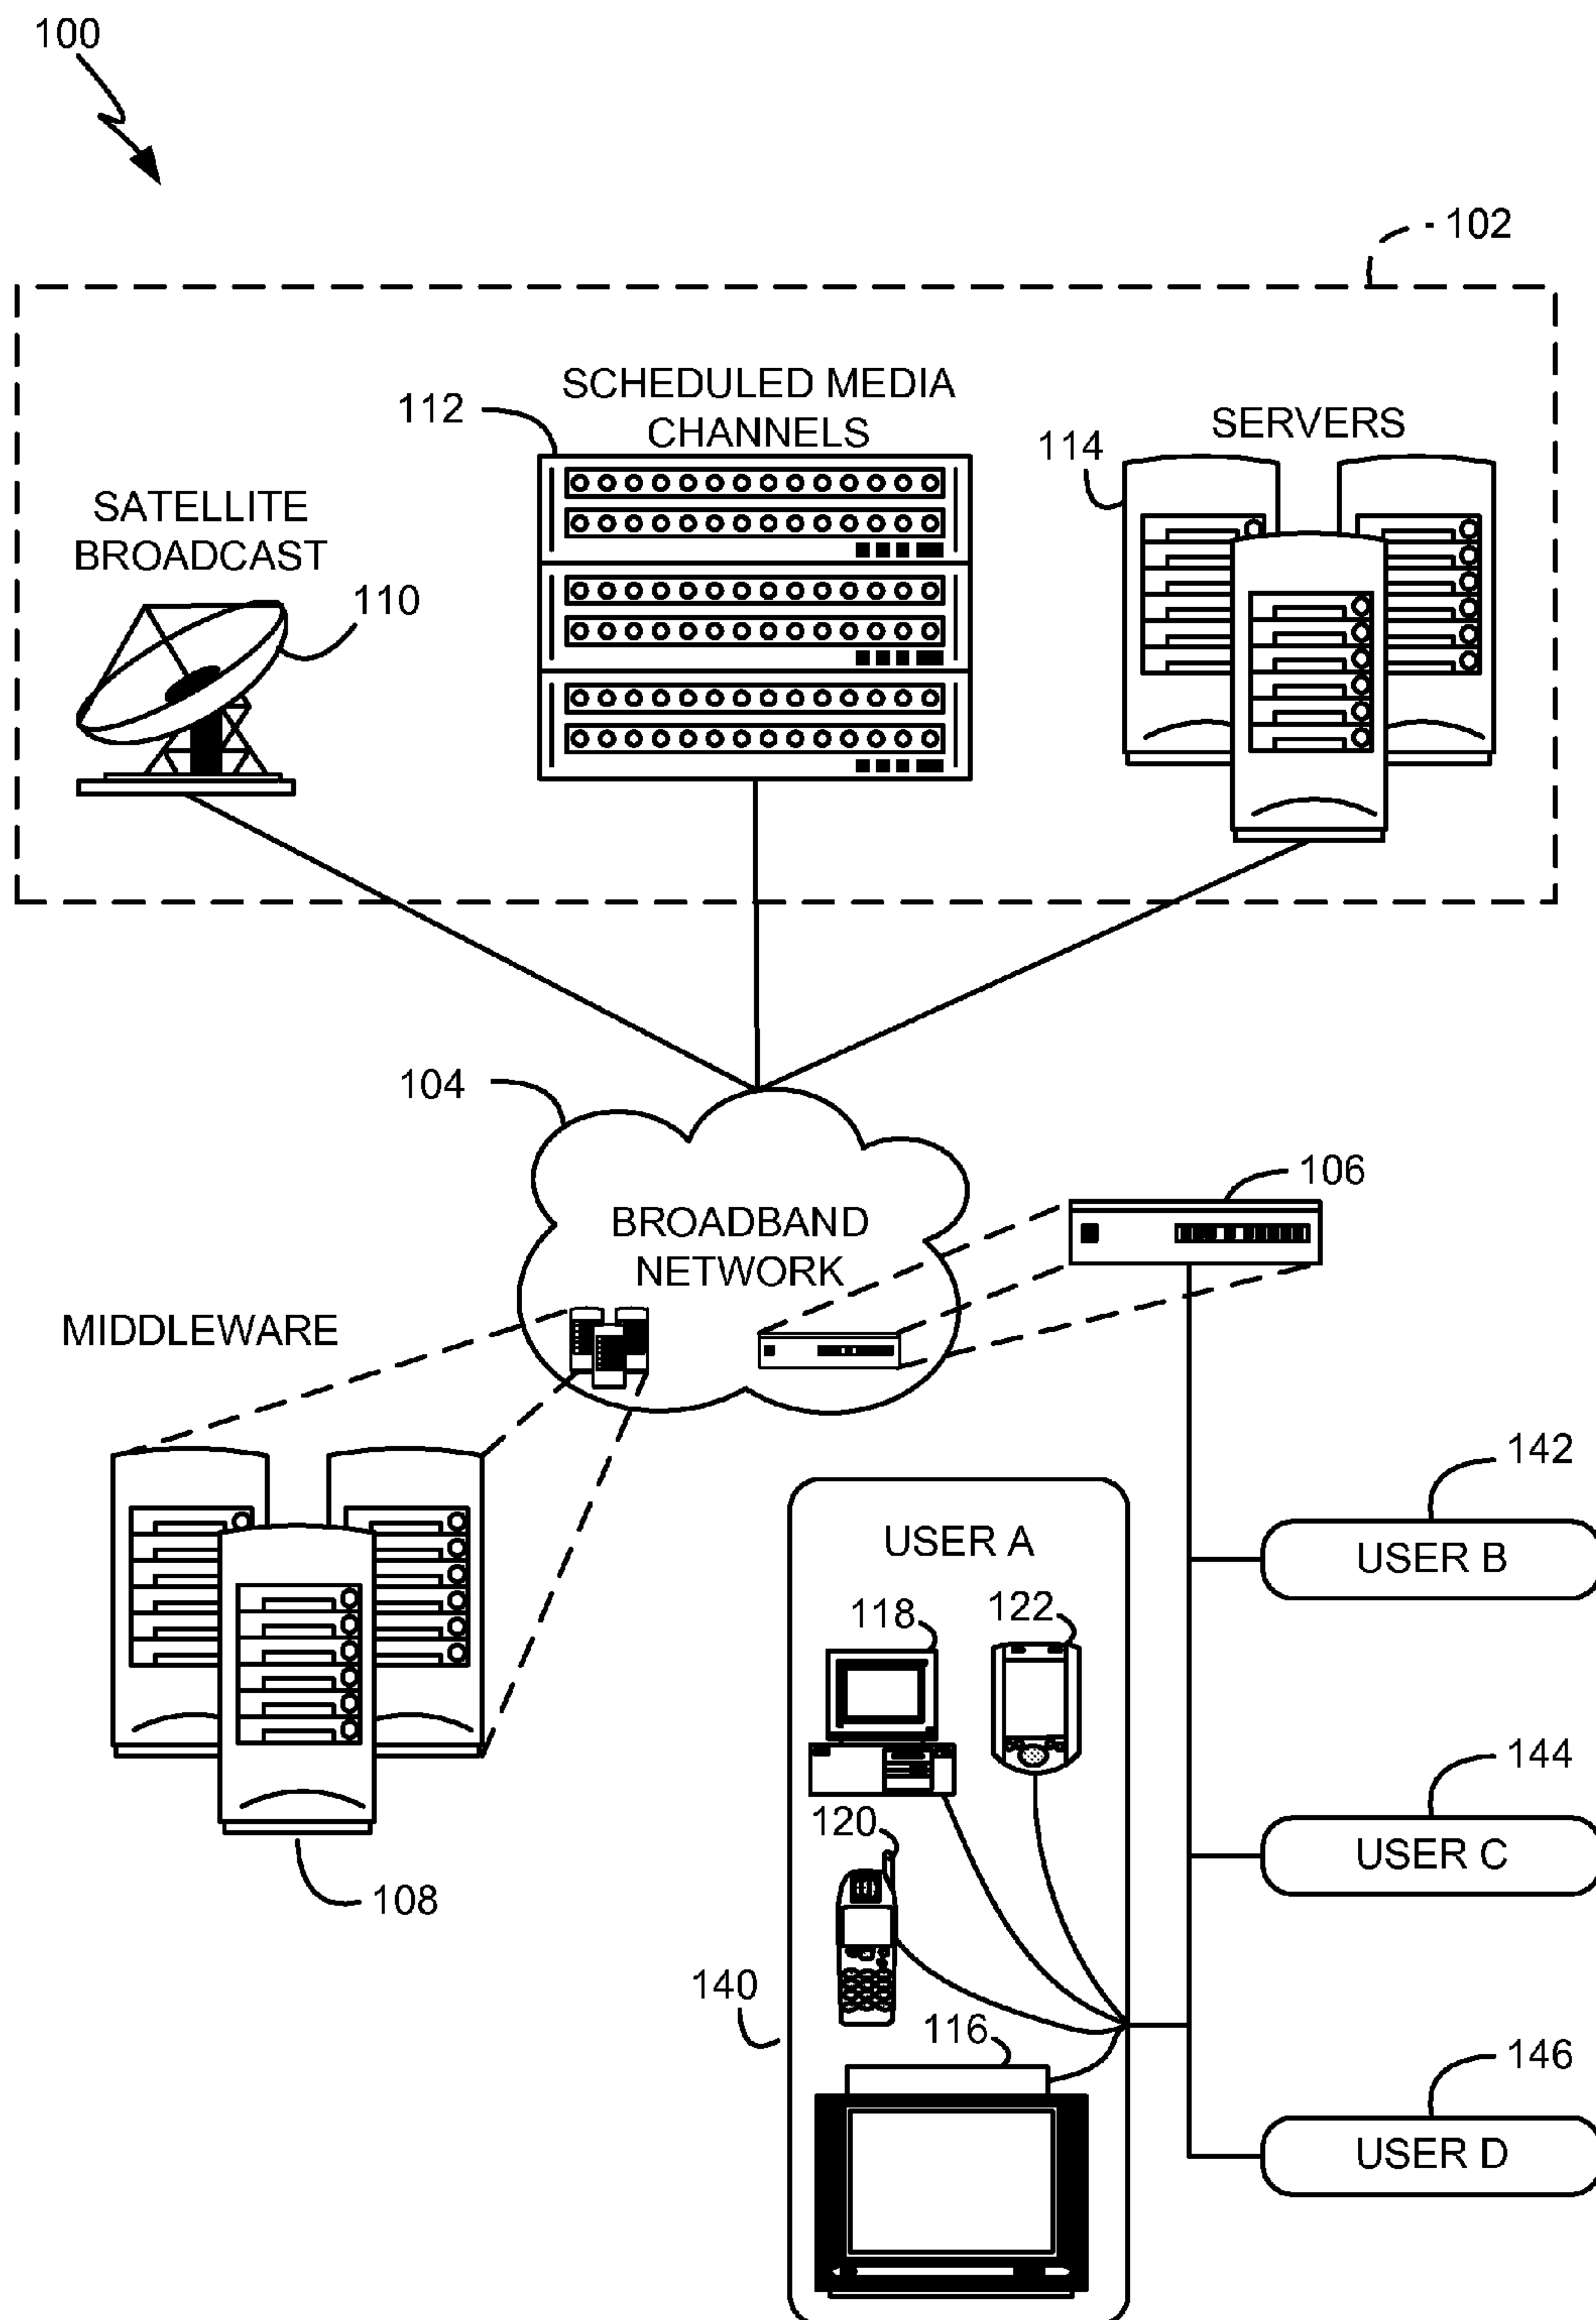 100
102
SCHEDULED MEDIA
CHANNELS
112
SERVERS
114
SATELLITE
BROADCAST
110
104
106
BROADBAND
NETWORK
MIDDLEWARE
142
USER A
USER B
118
122
144
120
USER C
108
140
116
146
USER D